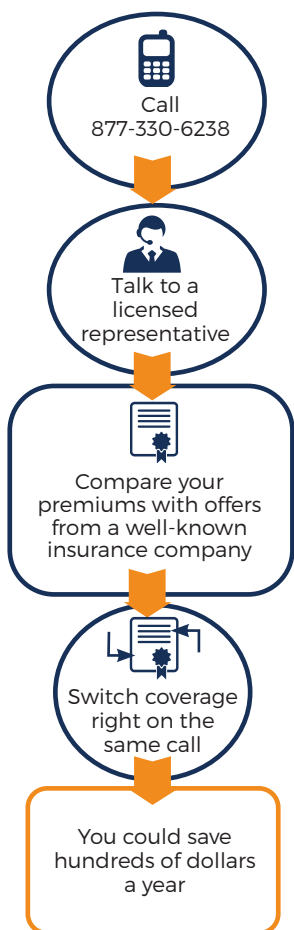 Call
877-330-6238
Talk to a
licensed
representative
Compare your
premiums with offers
from a well-known
insurance company
Switch coverage
right on the
same call
You could save
hundreds of dollars
a year